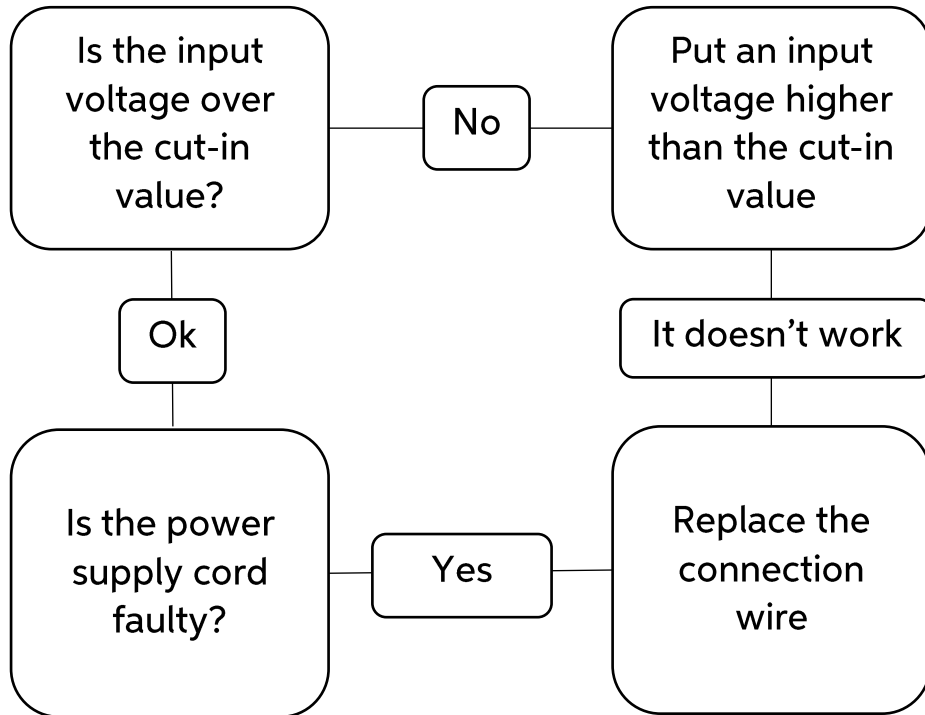 Is the input
voltage over
the cut-in
value?
No
Put an input
voltage higher
than the cut-in
value
Ok
It doesn't work
Is the power
supply cord
faulty?
Yes
Replace the
connection
wire